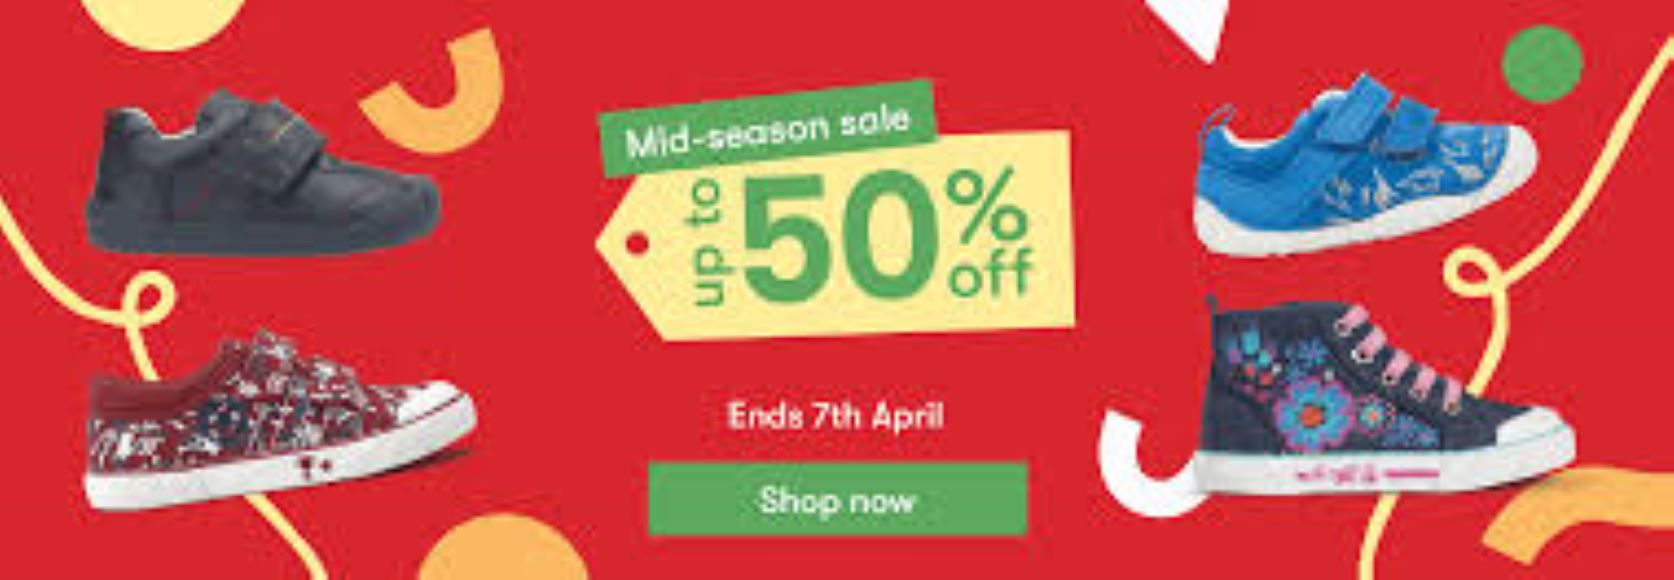 Mid-season sale
up to
50%
off
Ends 7th April
Shop now